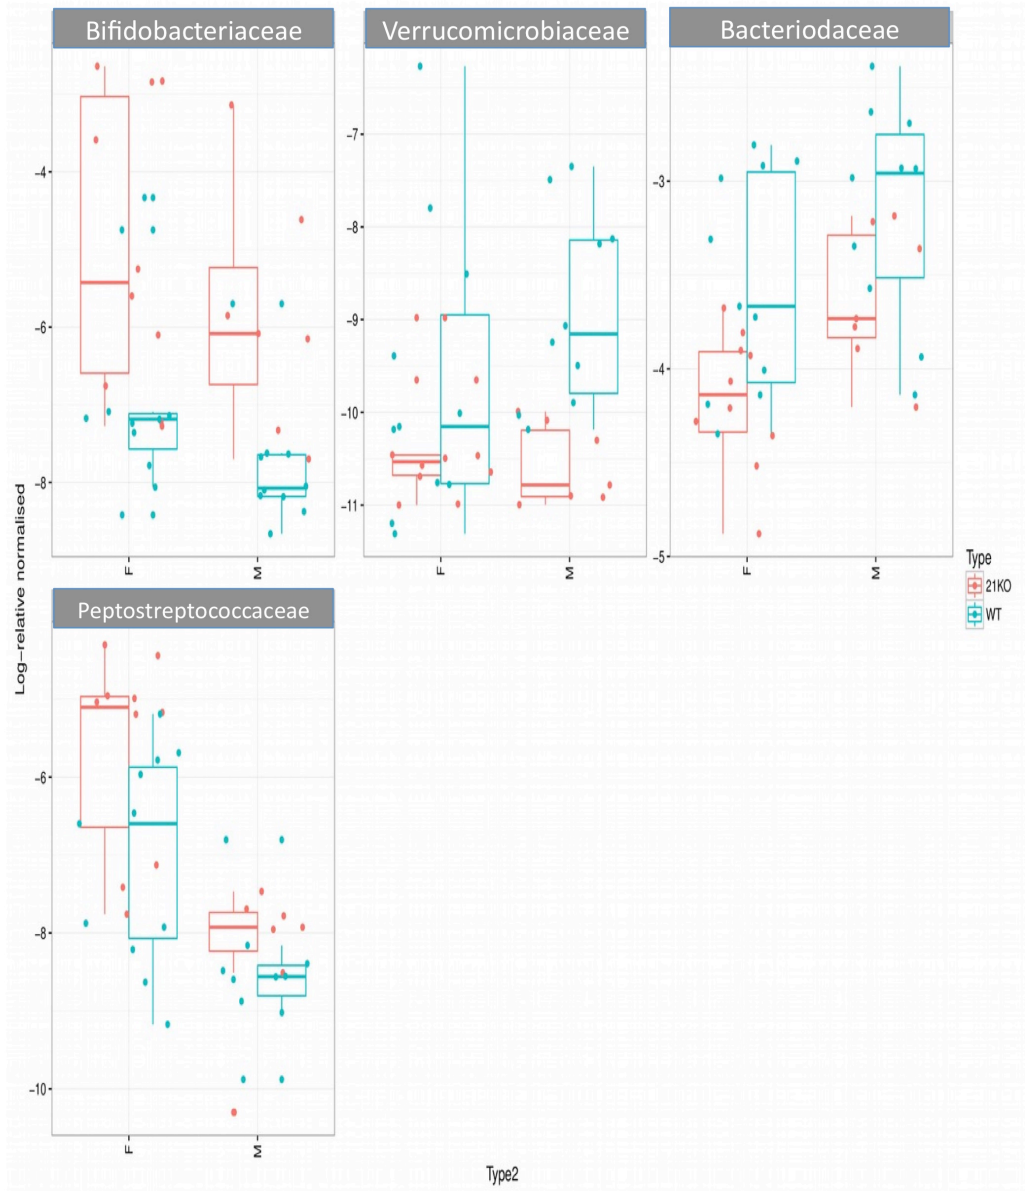 Bifidobacteriaceae
Verrucomicrobiaceae
Bacteriodaceae
-4
-6
-8
F
M
-7
-8
-9
-10
-11
F
M
-3
-4
-5
F
M
Log-relative normalised
Type
21KO
WT
Peptostreptococcaceae
-6
-8
-10
F
M
Type2